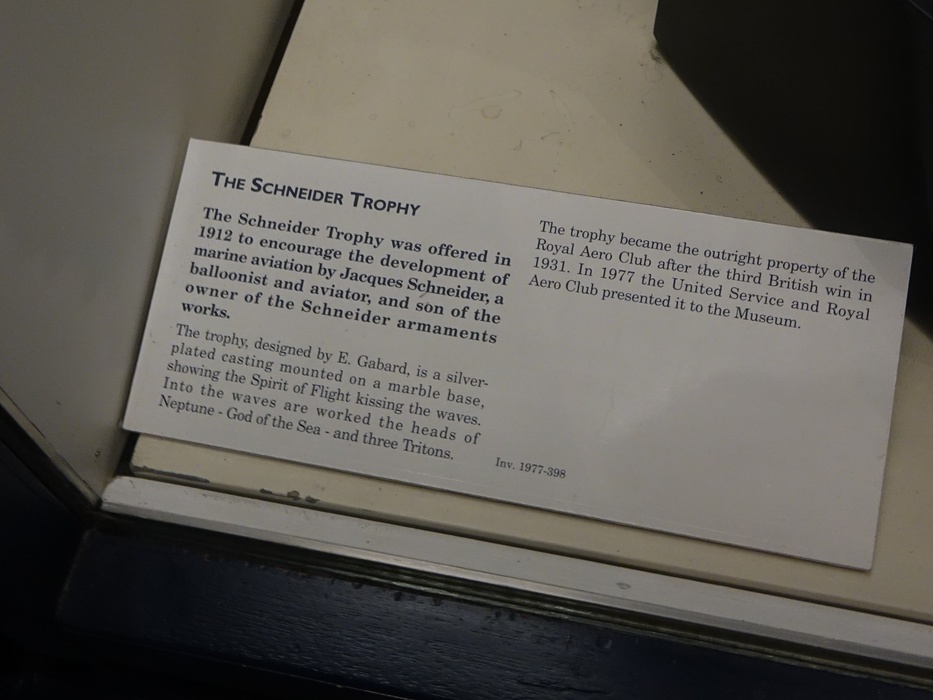 THE SCHNEIDER TROPHY
The Schneider Trophy was offered in
1912 to encourage the development of
marine aviation by Jacques Schneider, a
balloonist and aviator, and son of the
owner of the Schneider armaments
works.
The trophy, designed by E. Gabard, is a silver-
plated casting mounted on a marble base,
showing the Spirit of Flight kissing the waves.
Into the waves are worked the heads of
Neptune - God of the Sea - and three Tritons.
The trophy became the outright property of the
Royal Aero Club after the third British win in
1931. In 1977 the United Service and Royal
Aero Club presented it to the Museum.
Inv. 1977-398